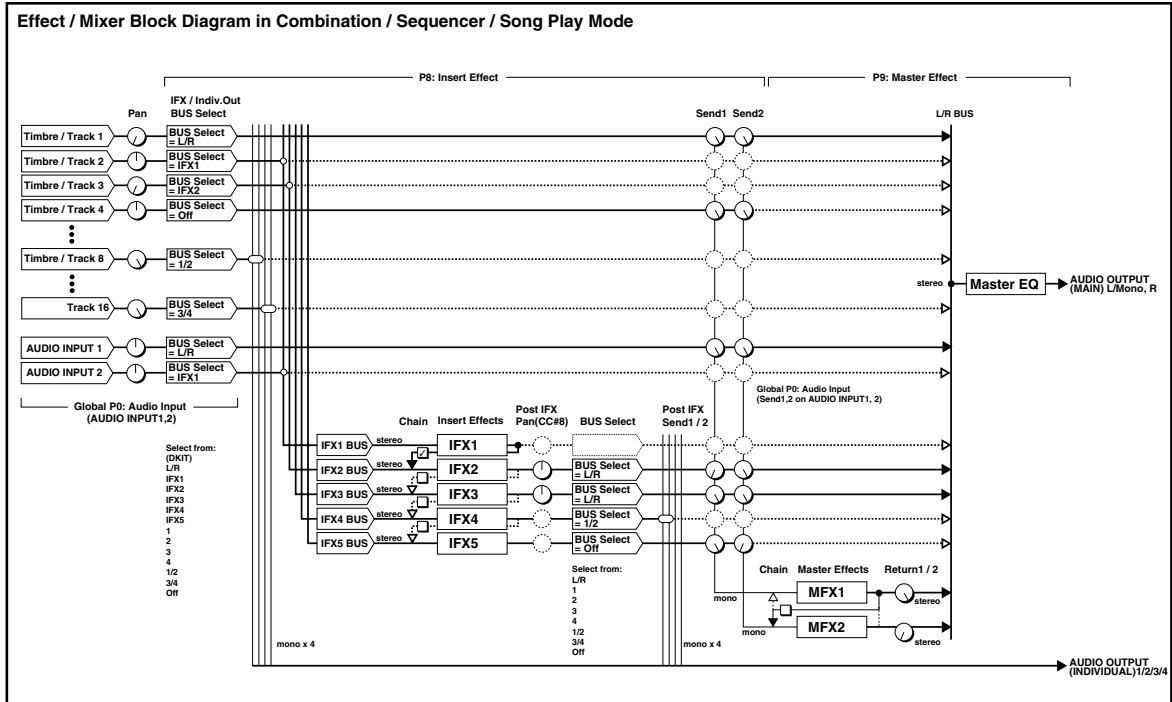 Effect / Mixer Block Diagram in Combination / Sequencer / Song Play Mode
P8: Insert Effect
P9: Master Effect
IFX / Indiv.Out
Pan
BUS Select
Send1
Send2
L/R BUS
Timbre / Track 1
BUS Select
= L/R
Timbre / Track 2
BUS Select
= IFX1
Timbre / Track 3
BUS Select
= IFX2
Timbre / Track 4
BUS Select
= Off
Timbre / Track 8
BUS Select
= 1/2
Track 16
BUS Select
= 3/4
stereo
Master EQ
AUDIO OUTPUT
(MAIN) L/Mono, R
AUDIO INPUT 1
BUS Select
= L/R
AUDIO INPUT 2
BUS Select
= IFX1
Global P0: Audio Input
(AUDIO INPUT1,2)
Global P0: Audio Input
(Send1,2 on AUDIO INPUT1, 2)
Select from:
(DKIT)
L/R
IFX1
IFX2
IFX3
IFX4
IFX5
1
2
3
4
1/2
3/4
Off
Chain
Insert Effects
Post IFX
Pan(CC#8)
BUS Select
Post IFX
Send1 / 2
IFX1 BUS
stereo
IFX1
IFX2 BUS
stereo
IFX2
BUS Select
= L/R
IFX3 BUS
stereo
IFX3
BUS Select
= L/R
IFX4 BUS
stereo
IFX4
BUS Select
= 1/2
IFX5 BUS
stereo
IFX5
BUS Select
= Off
Select from:
L/R
1
2
3
4
1/2
3/4
Off
Chain
Master Effects
Return1 / 2
mono
MFX1
stereo
mono
MFX2
stereo
mono x 4
mono x 4
AUDIO OUTPUT
(INDIVIDUAL)1/2/3/4